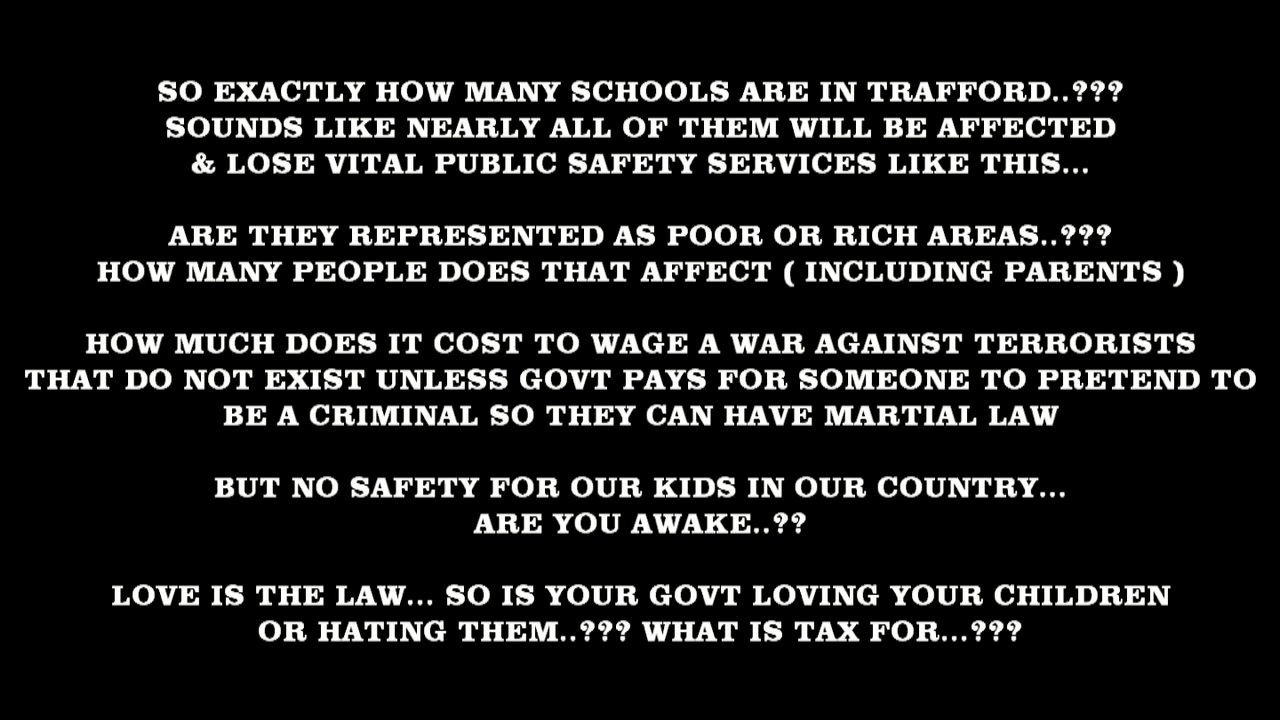 SO EXACTLY HOW MANY SCHOOLS ARE IN TRAFFORD..???
SOUNDS LIKE NEARLY ALL OF THEM WILL BE AFFECTED
& LOSE VITAL PUBLIC SAFETY SERVICES LIKE THIS...
ARE THEY REPRESENTED AS POOR OR RICH AREAS..???
HOW MANY PEOPLE DOES THAT AFFECT ( INCLUDING PARENTS )
HOW MUCH DOES IT COST TO WAGE A WAR AGAINST TERRORISTS
THAT DO NOT EXIST UNLESS GOVT PAYS FOR SOMEONE TO PRETEND TO
BE A CRIMINAL SO THEY CAN HAVE MARTIAL LAW
BUT NO SAFETY FOR OUR KIDS IN OUR COUNTRY...
ARE YOU AWAKE..??
LOVE IS THE LAW... SO IS YOUR GOVT LOVING YOUR CHILDREN
OR HATING THEM..??? WHAT IS TAX FOR...???